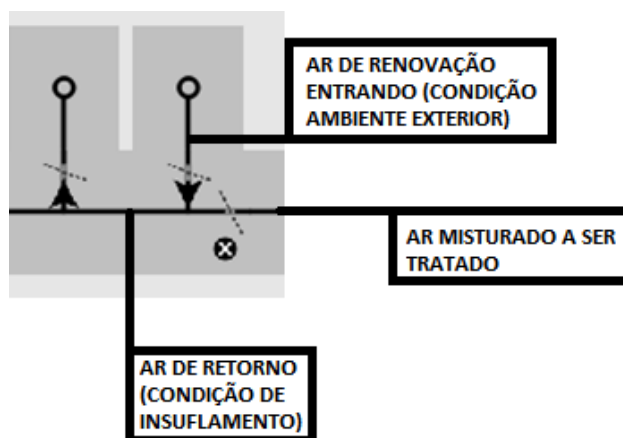 AR DE RENOVAÇÃO
ENTRANDO (CONDIÇÃO
AMBIENTE EXTERIOR)
AR MISTURADO A SER
TRATADO
AR DE RETORNO
(CONDIÇÃO DE
INSUFLAMENTO)